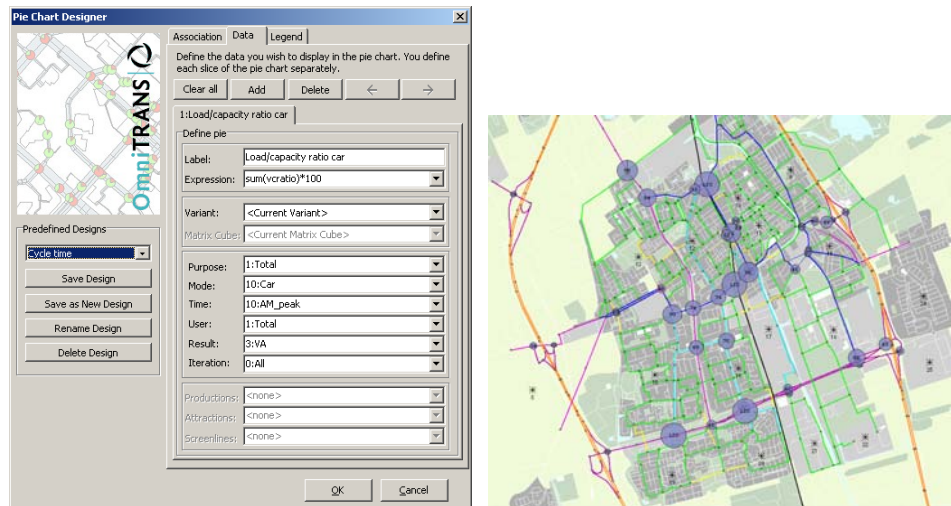 Pie Chart Designer
OmniTRANS
Predefined Designs
Cycle time
Save Design
Save as New Design
Rename Design
Delete Design
Association Data Legend
Define the data you wish to display in the pie chart. You define
each slice of the pie chart separately.
Clear all Add Delete
1:Load/capacity ratio car
Define pie
Label: Load/capacity ratio car
Expression: sum(vcratio)*100
Variant: <Current Variant>
Matrix Cube: <Current Matrix Cube>
Purpose: 1:Total
Mode: 10:Car
Time: 10:AM_peak
User: 1:Total
Result: 3:VA
Iteration: 0:All
Productions: <none>
Attractions: <none>
Screenlines: <none>
OK Cancel